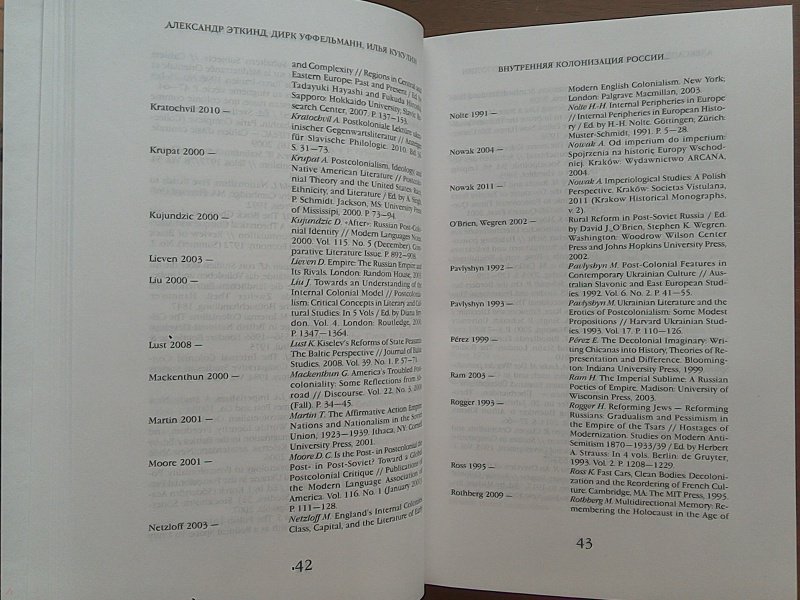 АЛЕКСАНДР ЭТКИНД, ДИРК УФФЕЛЬМАНН, ИЛЬЯ КУКУЛИН
and Complexity // Regions in Central and
Eastern Europe: Past and Present / Ed. by
Tadayuki Hayashi and Fukuda Hiroshi.
Sapporo: Hokkaido University, Slavic Re-
search Center, 2007. P. 137—153.
Kratochvil 2010 — Kratochvil A. Postkoloniale Lektüre
inischer Gegenwartsliteratur //
für Slavische Philologie. 2010. Bd.
S. 31—73.
Krupat 2000 — Krupat A. Postcolonialism, Ideology, and
Native American Literature // Postcolo-
nial Theory and the United States: Race,
Ethnicity, and Literature / Ed. by A. Singh,
P. Schmidt. Jackson, MS: University Press
of Mississipi, 2000. P. 73—94.
Kujundzic 2000 — Kujundzic D. «After»: Russian Post-Colo-
nial Identity // Modern Languages Notes.
2000. Vol. 115. No. 5 (December), Com-
parative Literature Issue. P. 892—908.
Lieven 2003 — Lieven D. Empire: The Russian Empire and
Its Rivals. London: Random House, 2003.
Liu 2000 — Liu J. Towards an Understanding of the
Internal Colonial Model // Postcolonial-
ism: Critical Concepts in Literary and Cul-
tural Studies: In 5 Vols / Ed. by Diana Bry-
don. Vol. 4. London: Routledge, 2000.
P. 1347—1364.
Lust 2008 — Lust K. Kiselev's Reforms of State Peasants:
The Baltic Perspective // Journal of Baltic
Studies. 2008. Vol. 39. No. 1. P. 57—71.
Mackenthun 2000 — Mackenthun G. America's Troubled Post-
coloniality: Some Reflections from Ab-
road // Discourse. Vol. 22. No. 3. 2000
(Fall). P. 34—45.
Martin 2001 — Martin T. The Affirmative Action Empire:
Nations and Nationalism in the Soviet
Union, 1923—1939. Ithaca, NY: Cornell
University Press, 2001.
Moore 2001 — Moore D. C. Is the Post- in Postcolonial the
Post- in Post-Soviet? Toward a Global
Postcolonial Critique // Publications of
the Modern Language Association of
America. Vol. 116. No. 1 (January 2001).
P. 111—128.
Netzloff 2003 — Netzloff M. England's Internal Colonies:
Class, Capital, and the Literature of Early
42
ВНУТРЕННЯЯ КОЛОНИЗАЦИЯ РОССИИ...
Modern English Colonialism. New York;
London: Palgrave Macmillan, 2003.
Nolte 1991 — Nolte H.-H. Internal Peripheries in Europe
// Internal Peripheries in European Histo-
ry / Ed. by H.-H. Nolte. Göttingen; Zürich:
Muster-Schmidt, 1991. P. 5—28.
Nowak 2004 — Nowak A. Od imperium do imperium:
Spojrzenia na historię Europy Wschod-
niej. Kraków: Wydawnictwo ARCANA,
2004.
Nowak 2011 — Nowak A. Imperiological Studies: A Polish
Perspective. Kraków: Societas Vistulana,
2011 (Krakow Historical Monographs,
v. 2).
O'Brien, Wegren 2002 — Rural Reform in Post-Soviet Russia / Ed.
by David J. O'Brien, Stephen K. Wegren.
Washington: Woodrow Wilson Center
Press and Johns Hopkins University Press,
2002.
Pavlyshyn 1992 — Pavlyshyn M. Post-Colonial Features in
Contemporary Ukrainian Culture // Aus-
tralian Slavonic and East European Stud-
ies. 1992. Vol. 6. No. 2. P. 41—55.
Pavlyshyn 1993 — Pavlyshyn M. Ukrainian Literature and the
Erotics of Postcolonialism: Some Modest
Propositions // Harvard Ukrainian Stud-
ies. 1993. Vol. 17. P. 110—126.
Pérez 1999 — Pérez E. The Decolonial Imaginary: Wri-
ting Chicanas into History, Theories of Re-
presentation and Difference. Blooming-
ton: Indiana University Press, 1999.
Ram 2003 — Ram H. The Imperial Sublime: A Russian
Poetics of Empire. Madison: University of
Wisconsin Press, 2003.
Rogger 1993 — Rogger H. Reforming Jews — Reforming
Russians: Gradualism and Pessimism in
the Empire of the Tsars // Hostages of
Modernization. Studies on Modern Anti-
Semitism 1870—1933/39 / Ed. by Herbert
A. Strauss: In 4 vols. Berlin: de Gruyter,
1993. Vol. 2. P. 1208—1229.
Ross 1995 — Ross K. Fast Cars, Clean Bodies: Decoloni-
zation and the Reordering of French Cul-
ture. Cambridge, MA: The MIT Press, 1995.
Rothberg 2009 — Rothberg M. Multidirectional Memory: Re-
membering the Holocaust in the Age of
43